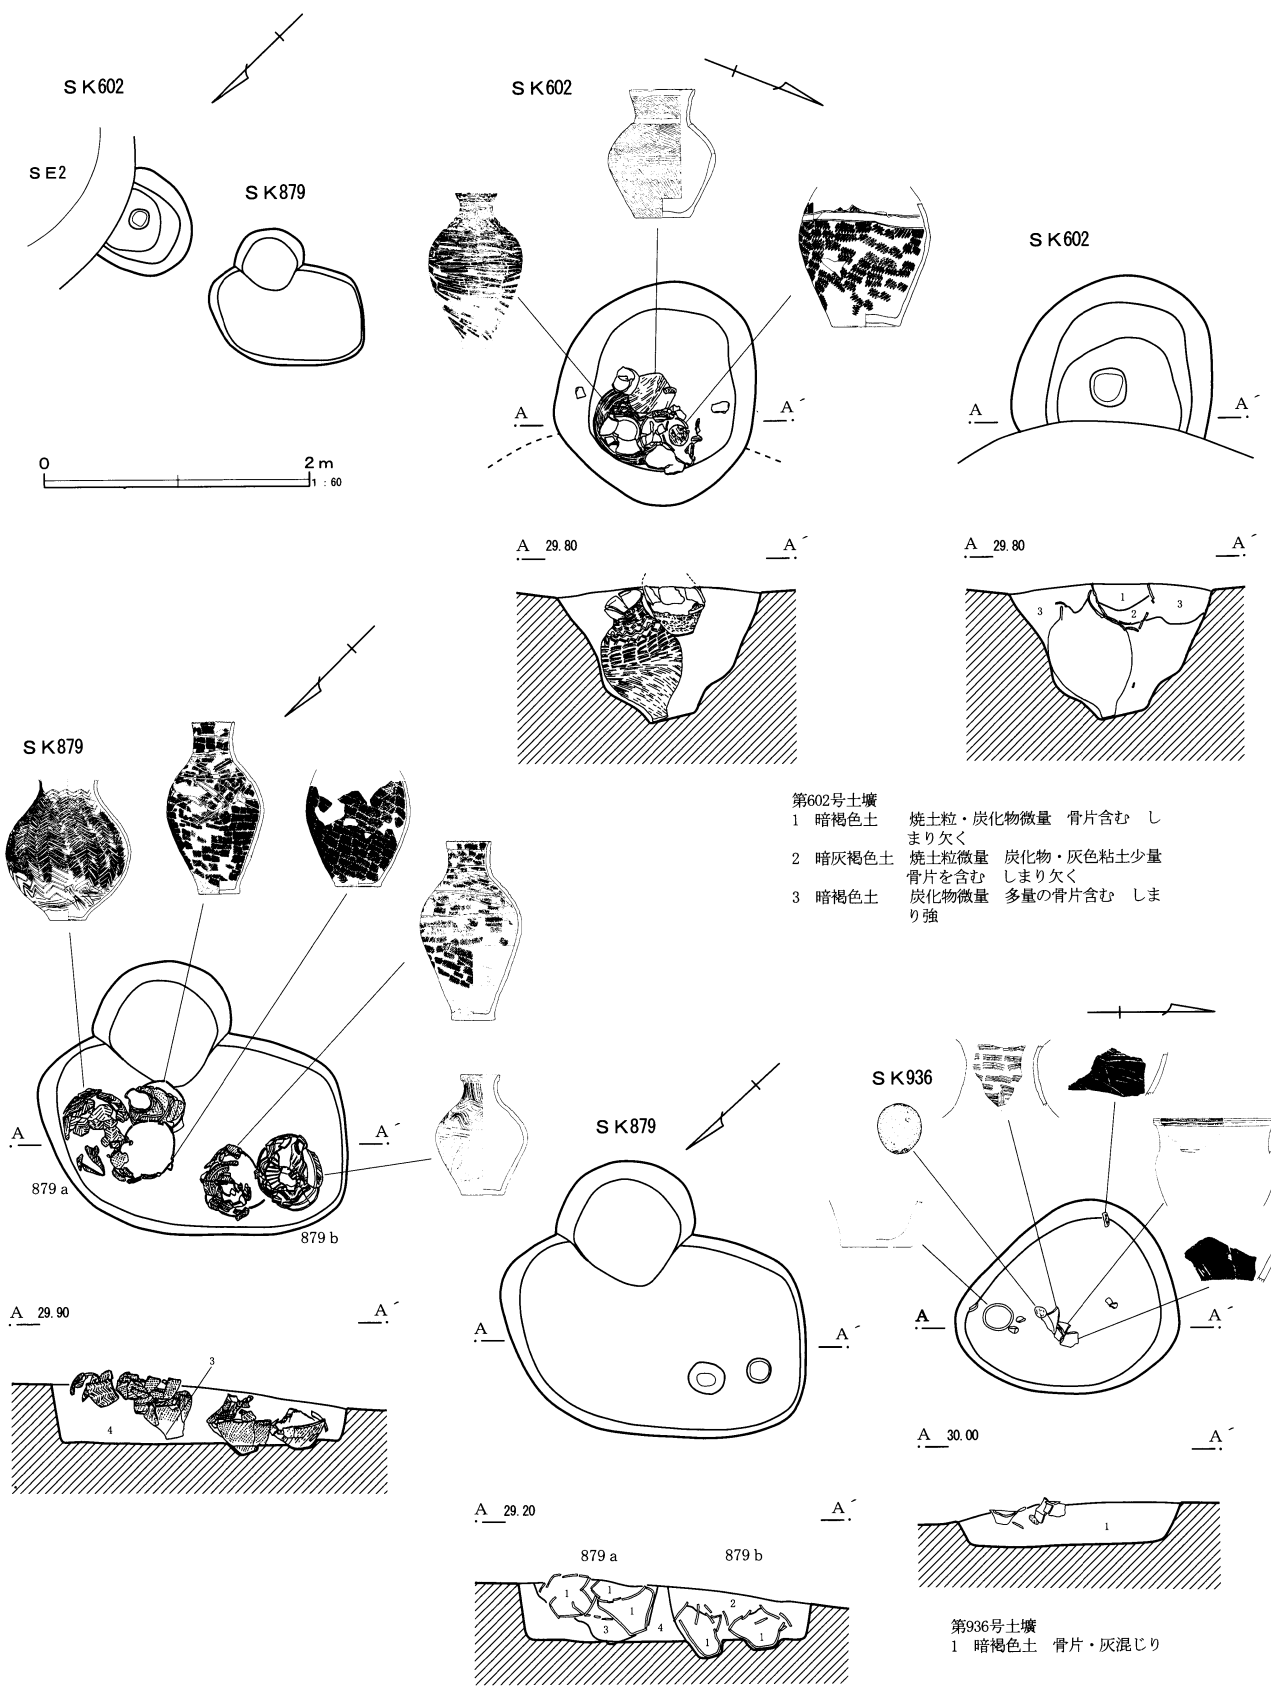 SK602
SE2
SK879
0 2m
1:60
SK602
A A´
A 29.80 A´
SK602
A A´
A 29.80 A´
1
3 3
2
第602号土壙
1 暗褐色土 焼土粒・炭化物微量 骨片含む し
まり欠く
2 暗灰褐色土 焼土粒微量 炭化物・灰色粘土少量
骨片を含む しまり欠く
3 暗褐色土 炭化物微量 多量の骨片含む しま
り強
SK879
A A´
879a
879b
A 29.90 A´
3
4
SK879
A A´
A 29.20 A´
879a 879b
1 1
1 2
3 4
1 1
SK936
A A´
A 30.00 A´
1
第936号土壙
1 暗褐色土 骨片・灰混じり